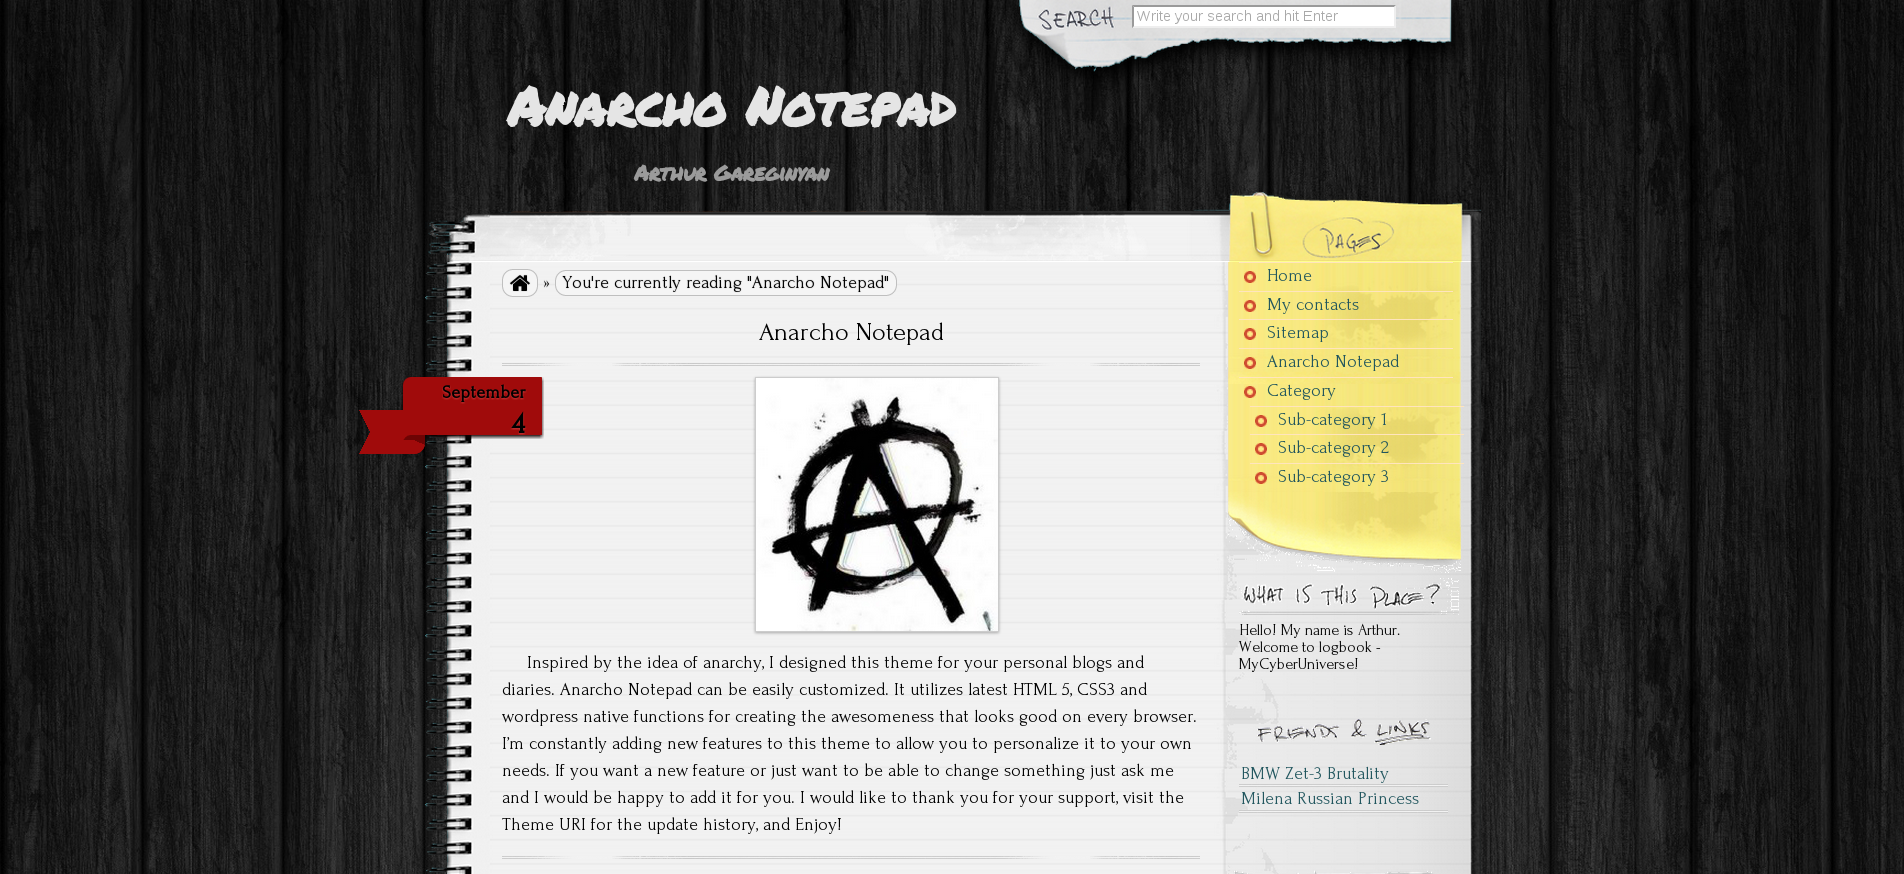 SEARCH Write your search and hit Enter
Anarcho Notepad
Arthur Gareginyan
» You're currently reading "Anarcho Notepad"
Anarcho Notepad
September
4
Inspired by the idea of anarchy, I designed this theme for your personal blogs and
diaries. Anarcho Notepad can be easily customized. It utilizes latest HTML 5, CSS3 and
wordpress native functions for creating the awesomeness that looks good on every browser.
I'm constantly adding new features to this theme to allow you to personalize it to your own
needs. If you want a new feature or just want to be able to change something just ask me
and I would be happy to add it for you. I would like to thank you for your support, visit the
Theme URI for the update history, and Enjoy!
PAGES
Home
My contacts
Sitemap
Anarcho Notepad
Category
Sub-category 1
Sub-category 2
Sub-category 3
WHAT IS THIS PLACE?
Hello! My name is Arthur.
Welcome to logbook -
MyCyberUniverse!
FRIENDS & LINKS
BMW Zet-3 Brutality
Milena Russian Princess